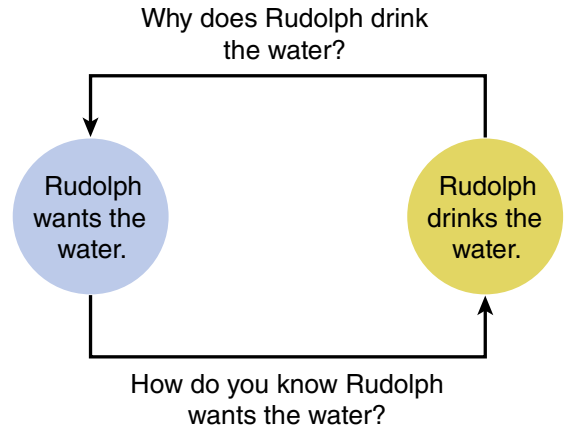 Why does Rudolph drink
the water?
Rudolph
wants the
water.
Rudolph
drinks the
water.
How do you know Rudolph
wants the water?